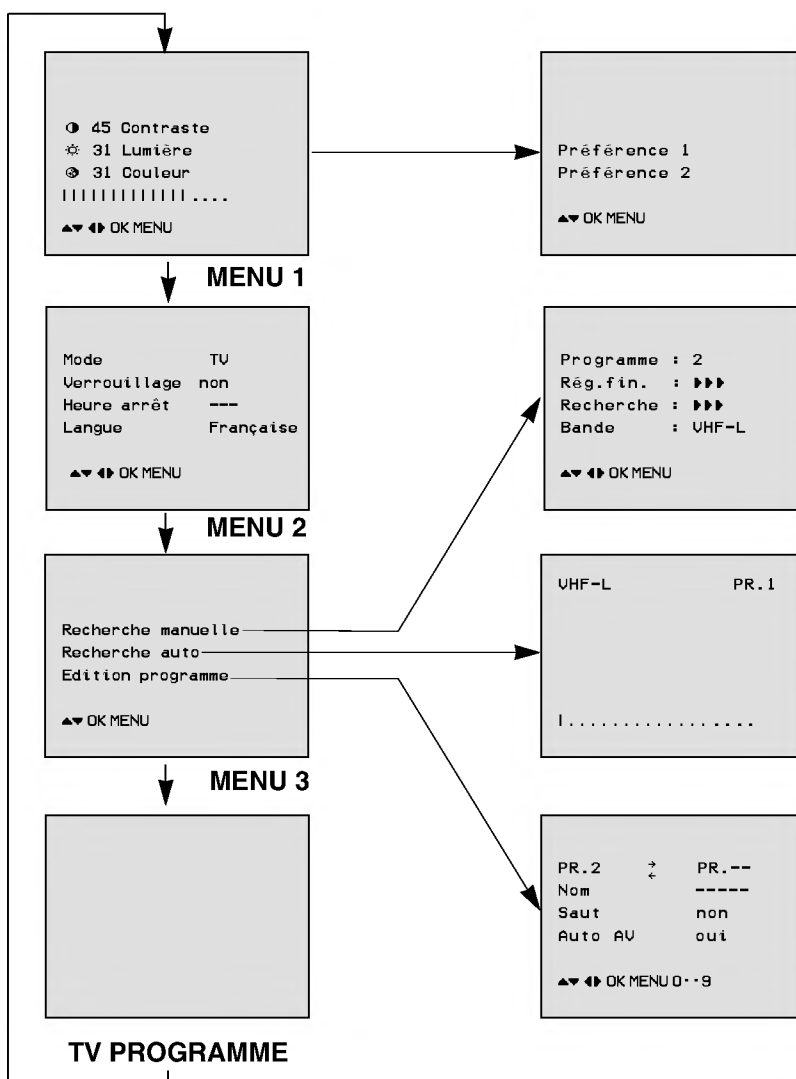 45 Contraste
31 Lumière
31 Couleur
||||||||||||| ....
▲▼ ◀▶ OK MENU
Préférence 1
Préférence 2
▲▼ OK MENU
MENU 1
Mode TV
Verrouillage non
Heure arrêt ---
Langue Française
▲▼ ◀▶ OK MENU
Programme : 2
Rég.fin. : ▶▶▶
Recherche : ▶▶▶
Bande : VHF-L
▲▼ ◀▶ OK MENU
MENU 2
Recherche manuelle
Recherche auto
Edition programme
▲▼ OK MENU
VHF-L PR.1
|.................
MENU 3
PR.2 → ← PR.--
Nom -----
Saut non
Auto AV oui
▲▼ ◀▶ OK MENU 0··9
TV PROGRAMME